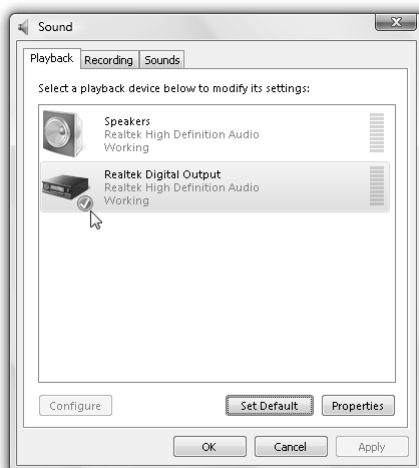 Sound
Playback Recording Sounds
Select a playback device below to modify its settings:
Speakers
Realtek High Definition Audio
Working
Realtek Digital Output
Realtek High Definition Audio
Working
Configure Set Default Properties
OK Cancel Apply